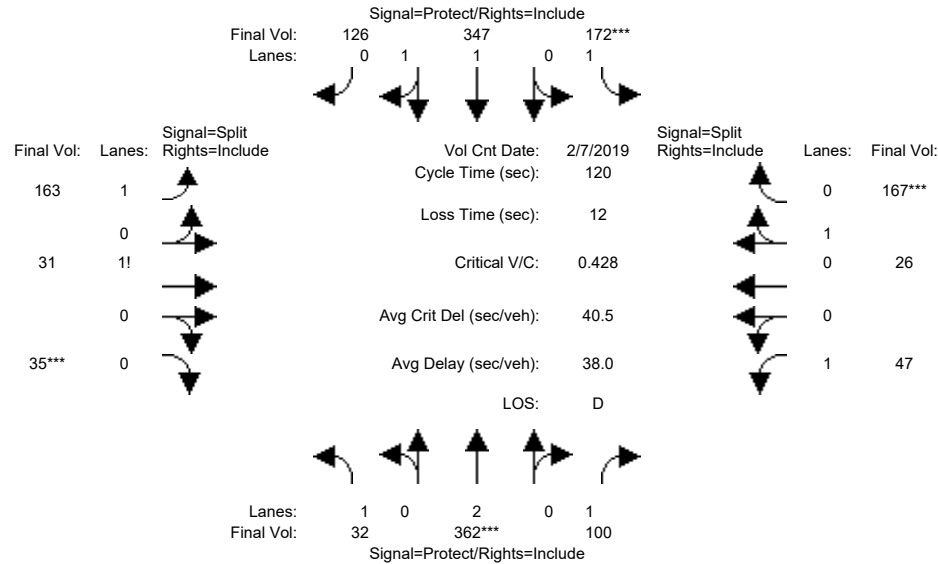 Signal=Protect/Rights=Include
Final Vol: 126 347 172***
Lanes: 0 1 1 0 1
Signal=Split Signal=Split
Final Vol: Lanes: Rights=Include Vol Cnt Date: 2/7/2019 Rights=Include Lanes: Final Vol:
Cycle Time (sec): 120
163 1 0 167***
Loss Time (sec): 12
0 1
31 1! Critical V/C: 0.428 0 26
0 Avg Crit Del (sec/veh): 40.5 0
35*** 0 Avg Delay (sec/veh): 38.0 1 47
LOS: D
Lanes: 1 0 2 0 1
Final Vol: 32 362*** 100
Signal=Protect/Rights=Include